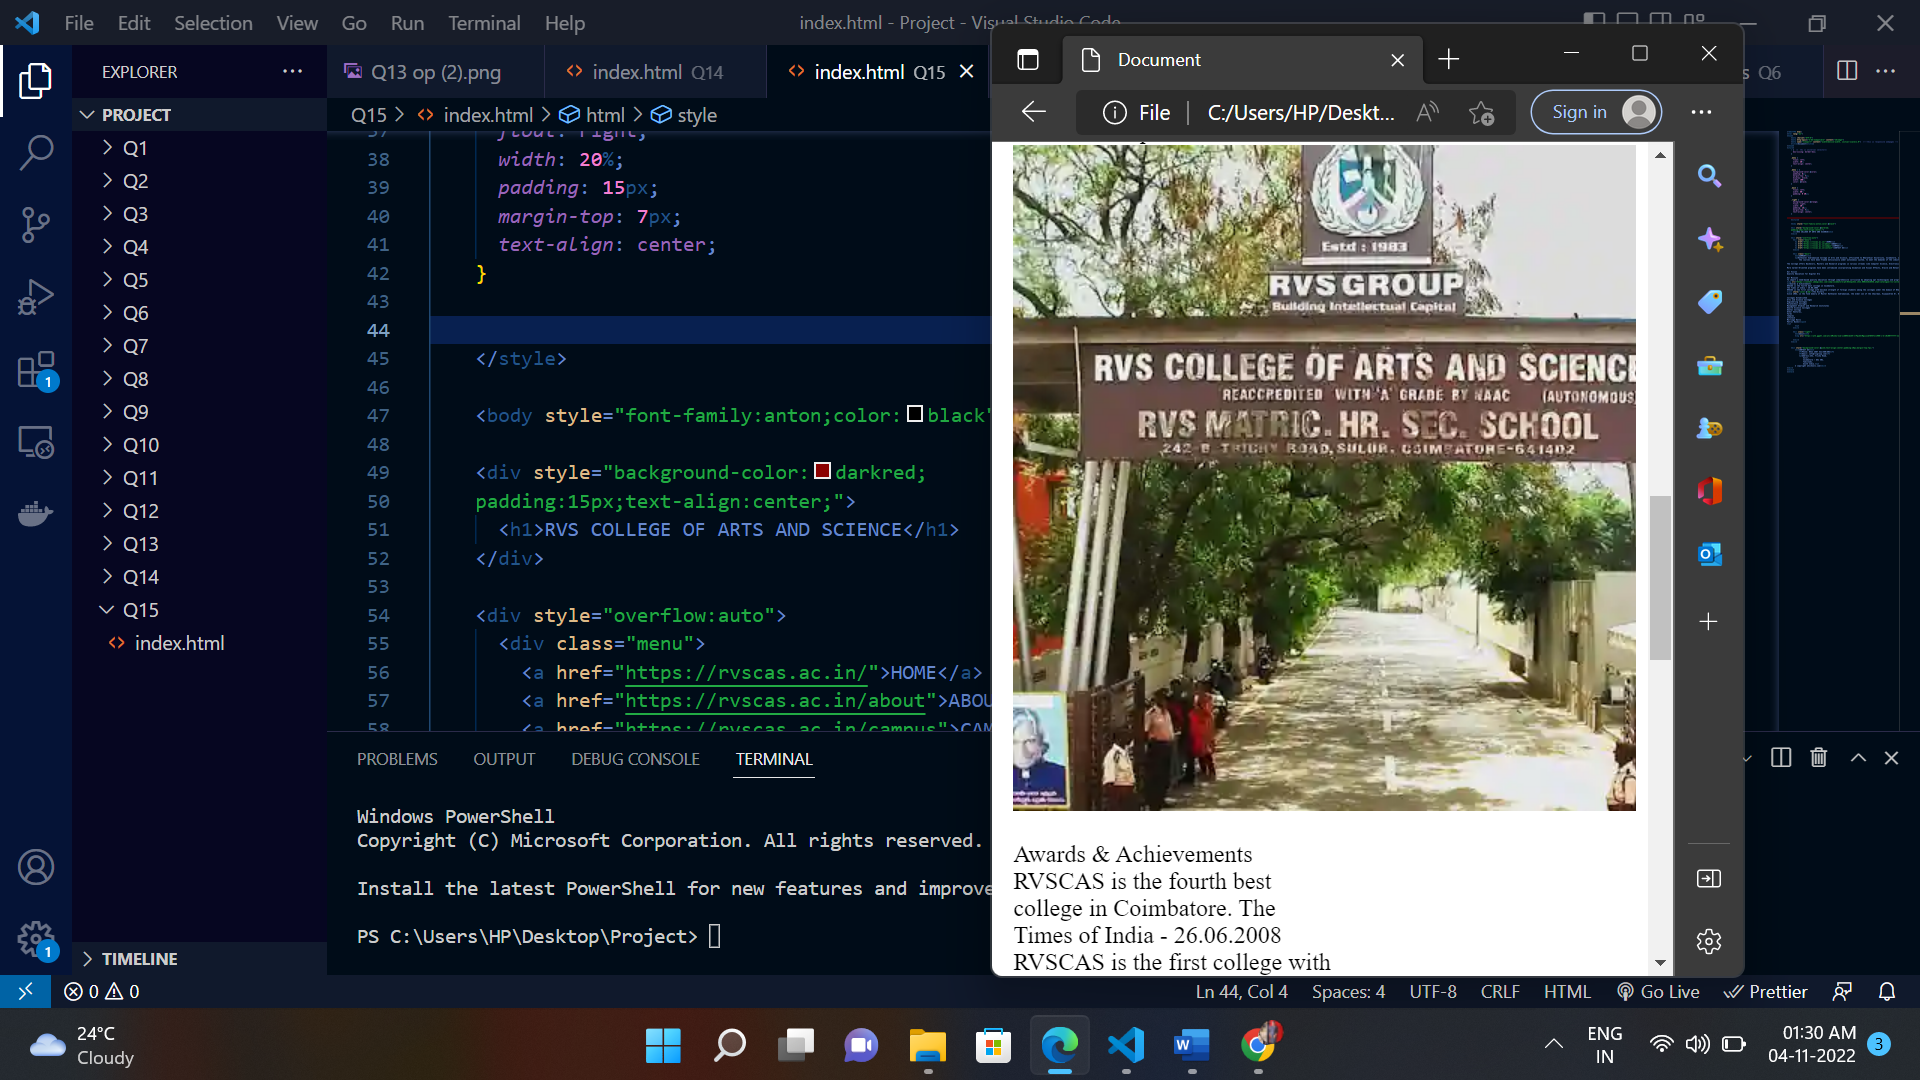 File Edit Selection View Go Run Terminal Help
index.html - Project - Visual Studio Code
EXPLORER
Q13 op (2).png
index.html Q14
index.html Q15
Q6
PROJECT
Q15 > index.html > html > style
Q1
Q2
Q3
Q4
Q5
Q6
Q7
Q8
Q9
Q10
Q11
Q12
Q13
Q14
Q15
index.html
TIMELINE
37 float: right;
38 width: 20%;
39 padding: 15px;
40 margin-top: 7px;
41 text-align: center;
42 }
43
44
45 </style>
46
47 <body style="font-family:anton;color: black"
48
49 <div style="background-color: darkred;
50 padding:15px;text-align:center;">
51 <h1>RVS COLLEGE OF ARTS AND SCIENCE</h1>
52 </div>
53
54 <div style="overflow:auto">
55 <div class="menu">
56 <a href="https://rvscas.ac.in/">HOME</a>
57 <a href="https://rvscas.ac.in/about">ABOU
58 <a href="https://rvscas.ac.in/campus">CAM
PROBLEMS OUTPUT DEBUG CONSOLE TERMINAL
Windows PowerShell
Copyright (C) Microsoft Corporation. All rights reserved.
Install the latest PowerShell for new features and improve
PS C:\Users\HP\Desktop\Project>
Document
File
C:/Users/HP/Deskt...
Sign in
Estd : 1983
RVS GROUP
Building Intellectual Capital
RVS COLLEGE OF ARTS AND SCIENCE
REACCREDITED WITH 'A' GRADE BY NAAC (AUTONOMOUS)
RVS MATRIC. HR. SEC. SCHOOL
242-B TRICHY ROAD, SULUR, COIMBATORE-641402
Awards & Achievements
RVSCAS is the fourth best
college in Coimbatore. The
Times of India - 26.06.2008
RVSCAS is the first college with
0 0
Ln 44, Col 4 Spaces: 4 UTF-8 CRLF HTML Go Live Prettier
1
1
24°C
Cloudy
ENG
IN
01:30 AM
04-11-2022
3